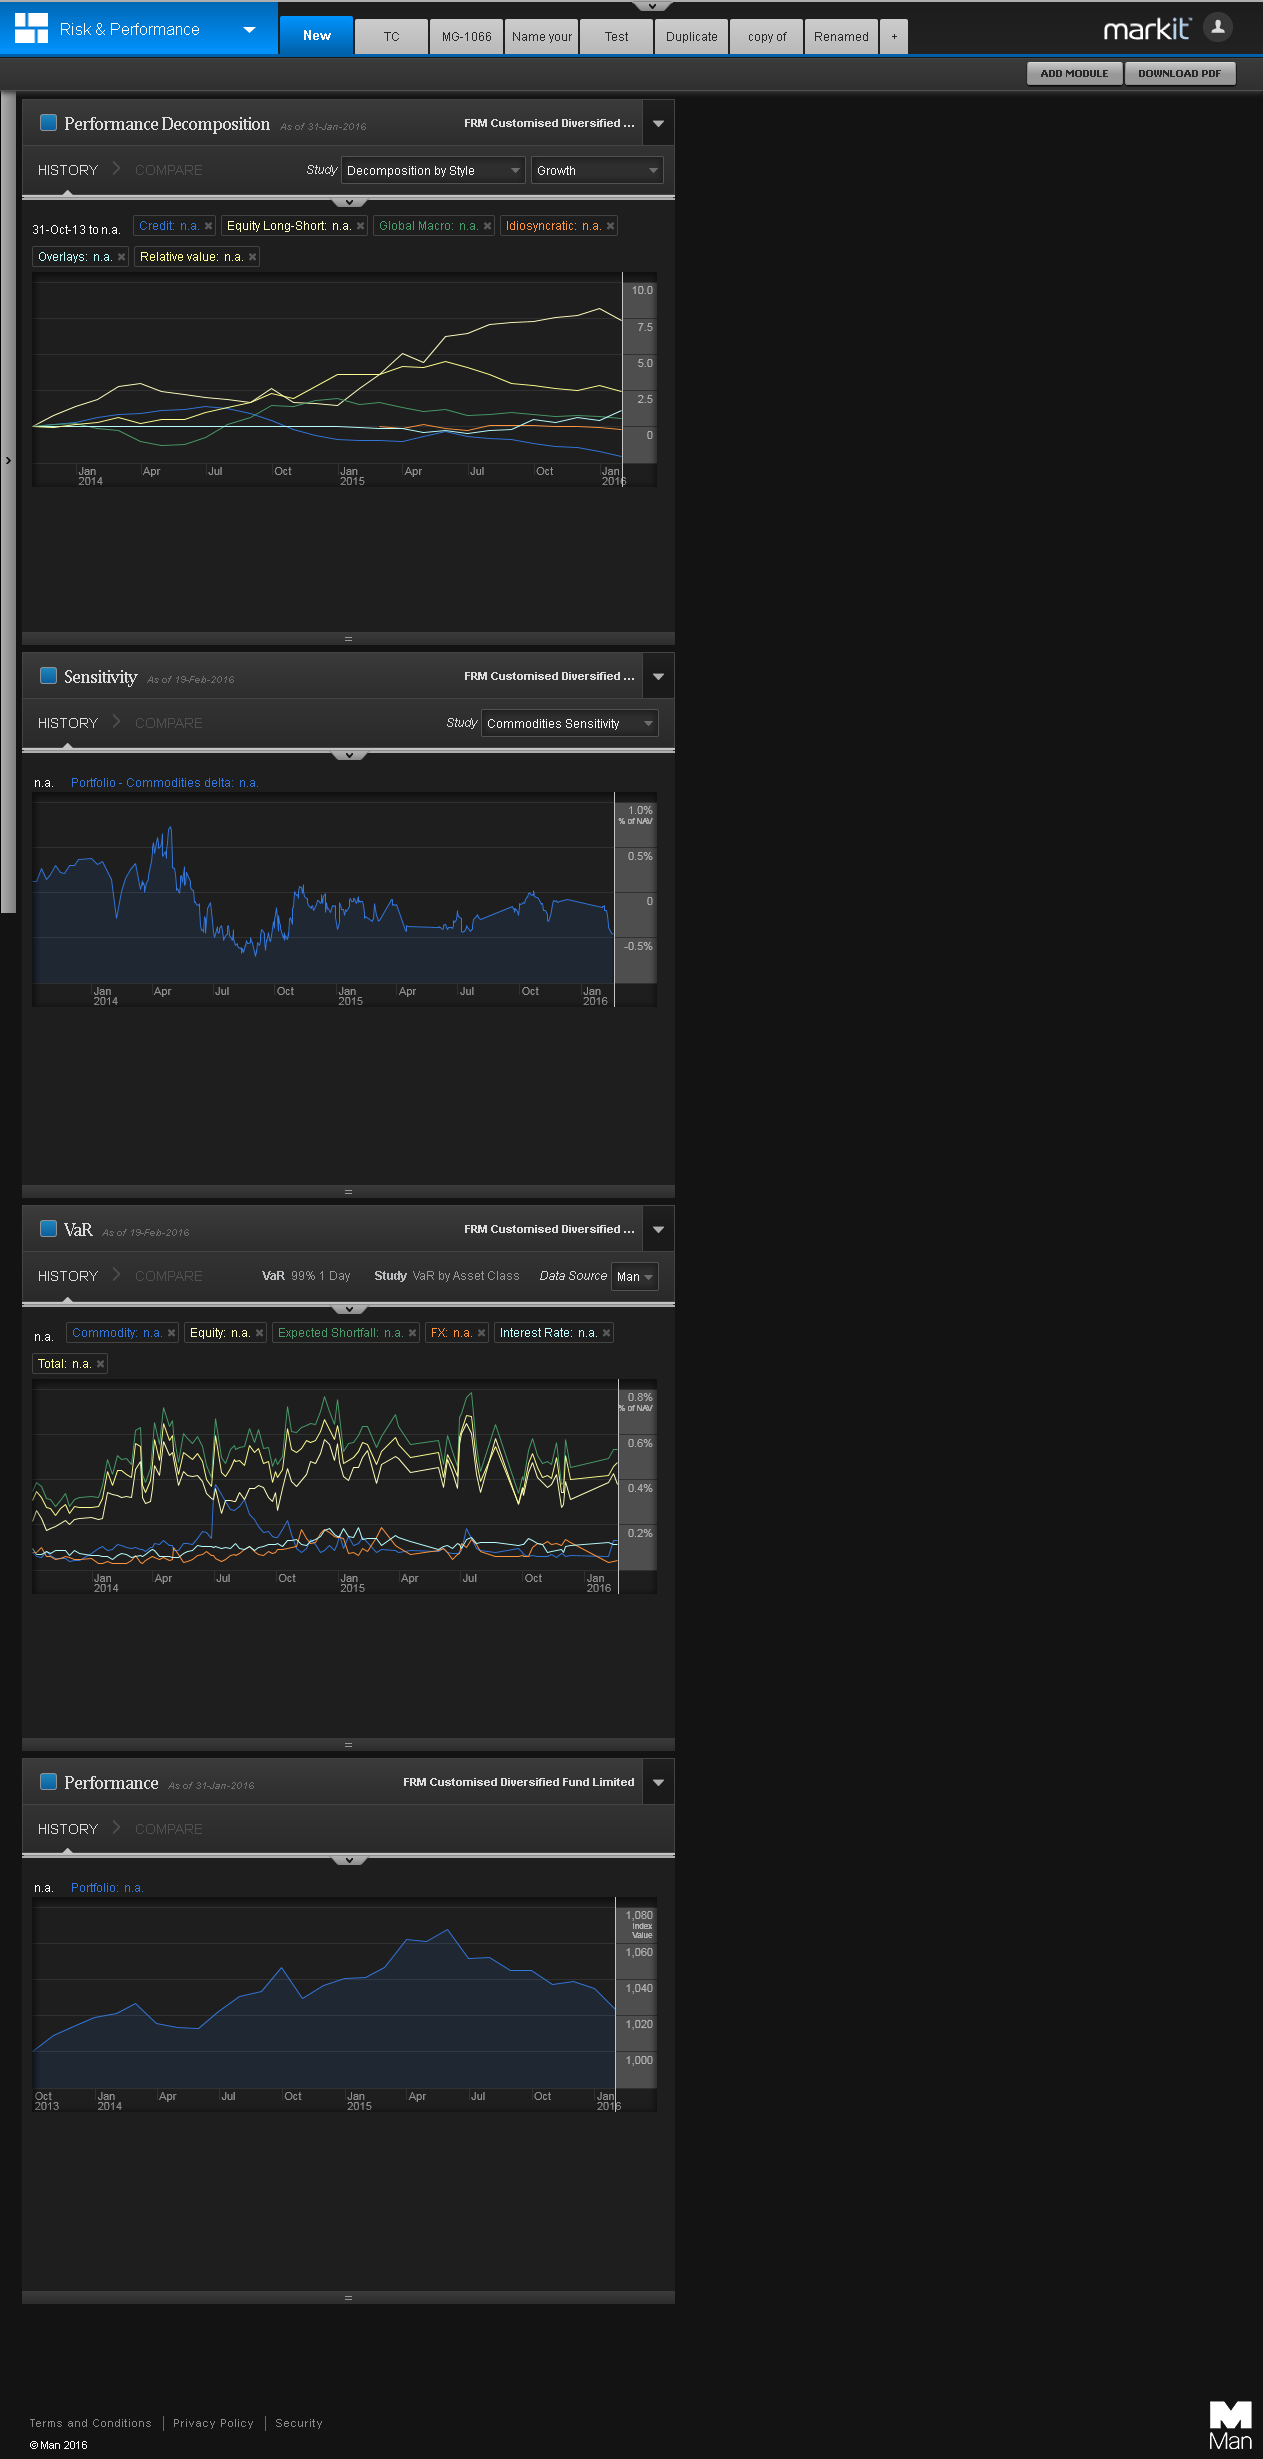 Risk & Performance
New
TC
MG-1066
Name your
Test
Duplicate
copy of
Renamed
+
markit
ADD MODULE
DOWNLOAD PDF
Performance Decomposition As of 31-Jan-2016 FRM Customised Diversified ...
HISTORY COMPARE Study Decomposition by Style Growth
31-Oct-13 to n.a. Credit: n.a. Equity Long-Short: n.a. Global Macro: n.a. Idiosyncratic: n.a.
Overlays: n.a. Relative value: n.a.
10.0
7.5
5.0
2.5
0
Jan Apr Jul Oct Jan Apr Jul Oct Jan
2014 2015 2016
=
Sensitivity As of 19-Feb-2016 FRM Customised Diversified ...
HISTORY COMPARE Study Commodities Sensitivity
n.a. Portfolio - Commodities delta: n.a.
1.0%
% of NAV
0.5%
0
-0.5%
Jan Apr Jul Oct Jan Apr Jul Oct Jan
2014 2015 2016
=
VaR As of 19-Feb-2016 FRM Customised Diversified ...
HISTORY COMPARE VaR 99% 1 Day Study VaR by Asset Class Data Source Man
n.a. Commodity: n.a. Equity: n.a. Expected Shortfall: n.a. FX: n.a. Interest Rate: n.a.
Total: n.a.
0.8%
% of NAV
0.6%
0.4%
0.2%
Jan Apr Jul Oct Jan Apr Jul Oct Jan
2014 2015 2016
=
Performance As of 31-Jan-2016 FRM Customised Diversified Fund Limited
HISTORY COMPARE
n.a. Portfolio: n.a.
1,080
Index
Value
1,060
1,040
1,020
1,000
Oct Jan Apr Jul Oct Jan Apr Jul Oct Jan
2013 2014 2015 2016
=
Terms and Conditions Privacy Policy Security
© Man 2016
M
Man